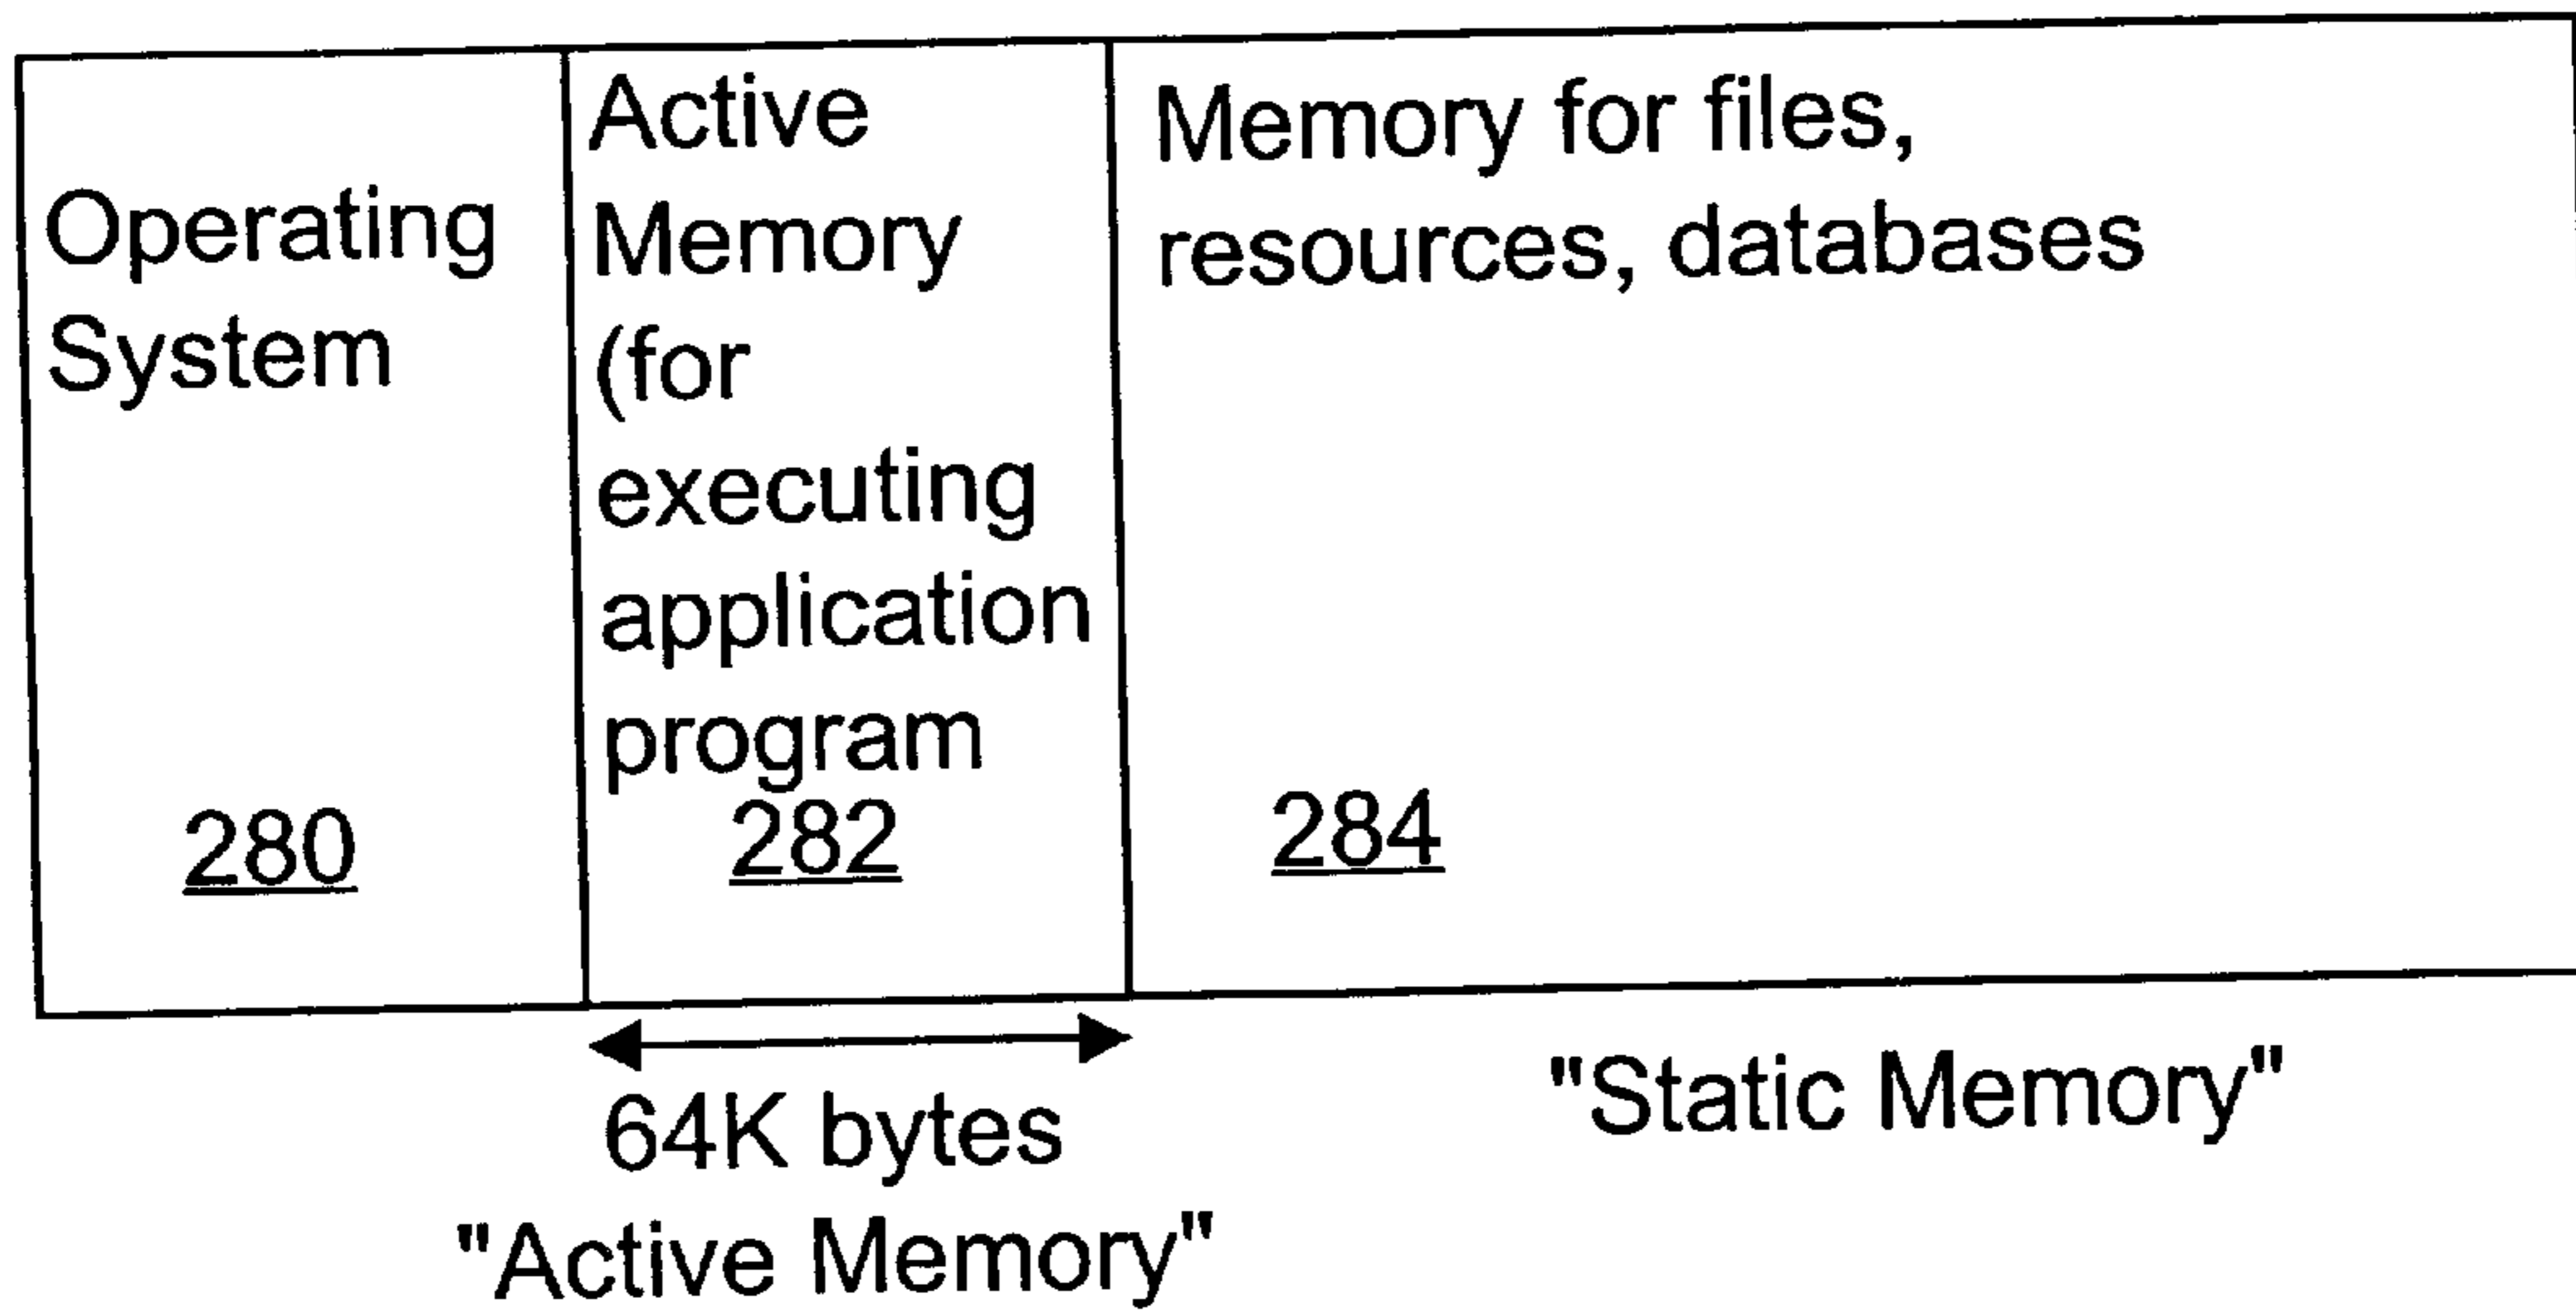 Operating
System
280
Active
Memory
(for
executing
application
program
282
Memory for files,
resources, databases
284
64K bytes
"Active Memory"
"Static Memory"